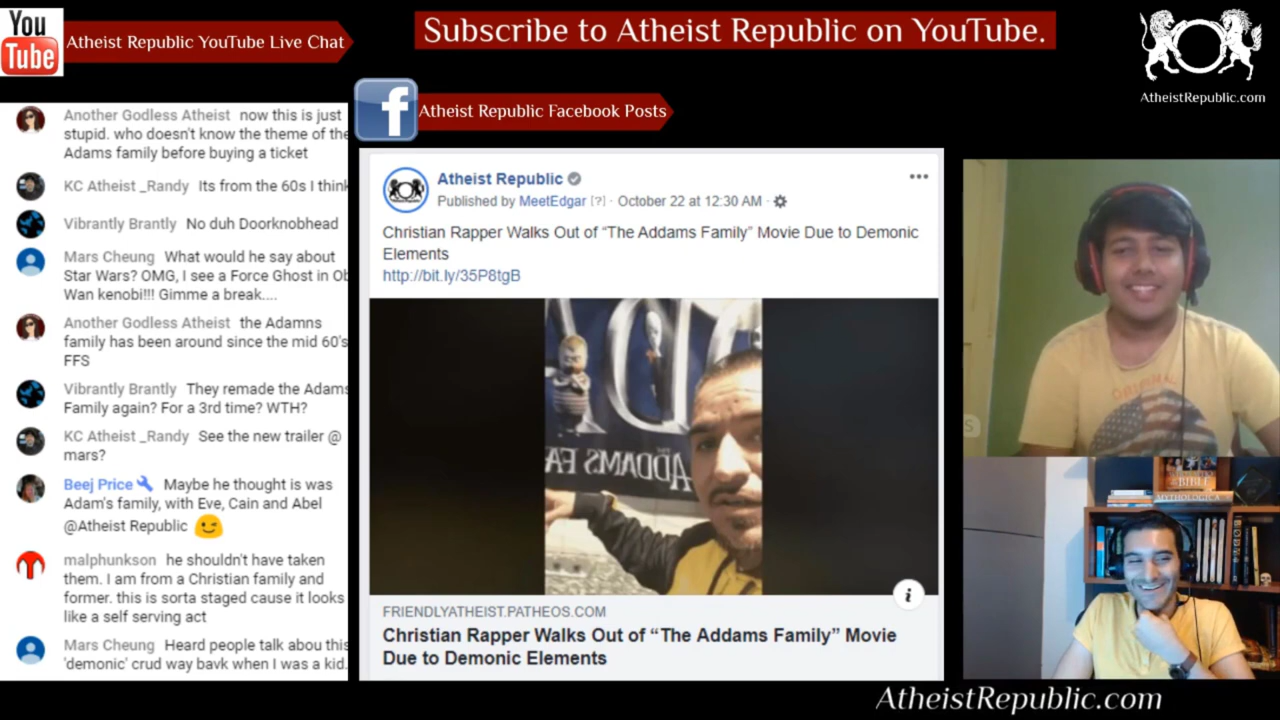 You
Tube
Atheist Republic YouTube Live Chat
Subscribe to Atheist Republic on YouTube.
AtheistRepublic.com
f
Atheist Republic Facebook Posts
Another Godless Atheist now this is just
stupid. who doesn't know the theme of the
Adams family before buying a ticket
KC Atheist _Randy Its from the 60s I think
Vibrantly Brantly No duh Doorknobhead
Mars Cheung What would he say about
Star Wars? OMG, I see a Force Ghost in Ob
Wan kenobi!!! Gimme a break....
Another Godless Atheist the Adamns
family has been around since the mid 60's
FFS
Vibrantly Brantly They remade the Adams
Family again? For a 3rd time? WTH?
KC Atheist _Randy See the new trailer @
mars?
Beej Price Maybe he thought is was
Adam's family, with Eve, Cain and Abel
@Atheist Republic
malphunkson he shouldn't have taken
them. I am from a Christian family and
former. this is sorta staged cause it looks
like a self serving act
Mars Cheung Heard people talk abou this
'demonic' crud way bavk when I was a kid.
Atheist Republic
Published by MeetEdgar [?] · October 22 at 12:30 AM ·
Christian Rapper Walks Out of “The Addams Family” Movie Due to Demonic
Elements
http://bit.ly/35P8tgB
ADDAMS FA
i
FRIENDLYATHEIST.PATHEOS.COM
Christian Rapper Walks Out of “The Addams Family” Movie
Due to Demonic Elements
ORIGINAL
S
BIBLE
MYTHOLOGICA
AtheistRepublic.com